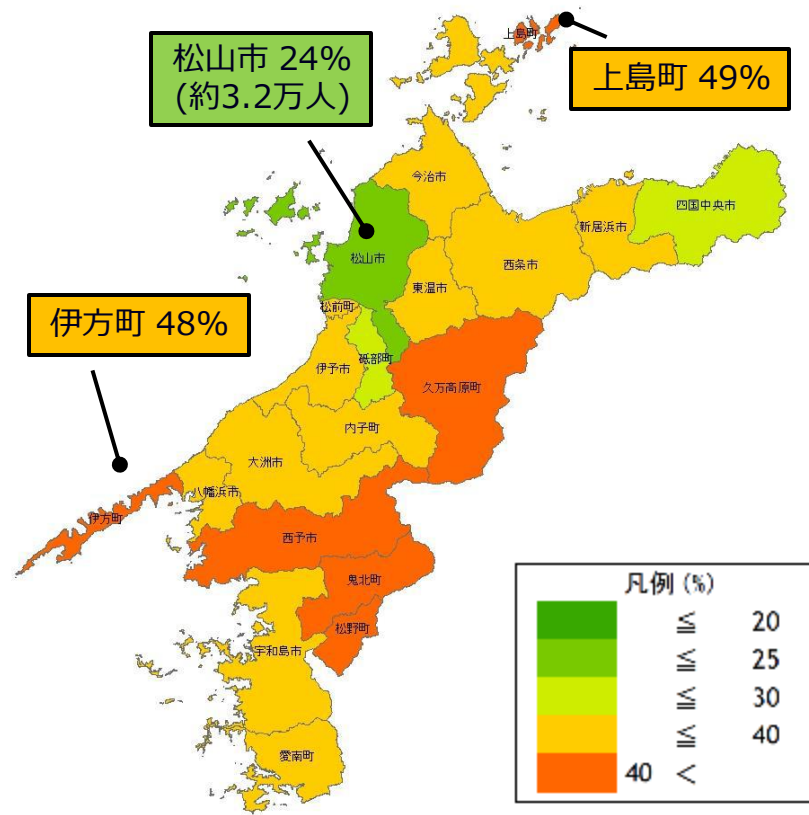 上島町
松山市 24%
(約3.2万人)
上島町 49%
今治市
四国中央市
新居浜市
松山市
西条市
東温市
松前町
伊方町 48%
砥部町
伊予市
久万高原町
内子町
大洲市
八幡浜市
伊方町
西予市
鬼北町
松野町
宇和島市
愛南町
凡例 (%)
≦ 20
≦ 25
≦ 30
≦ 40
40 <